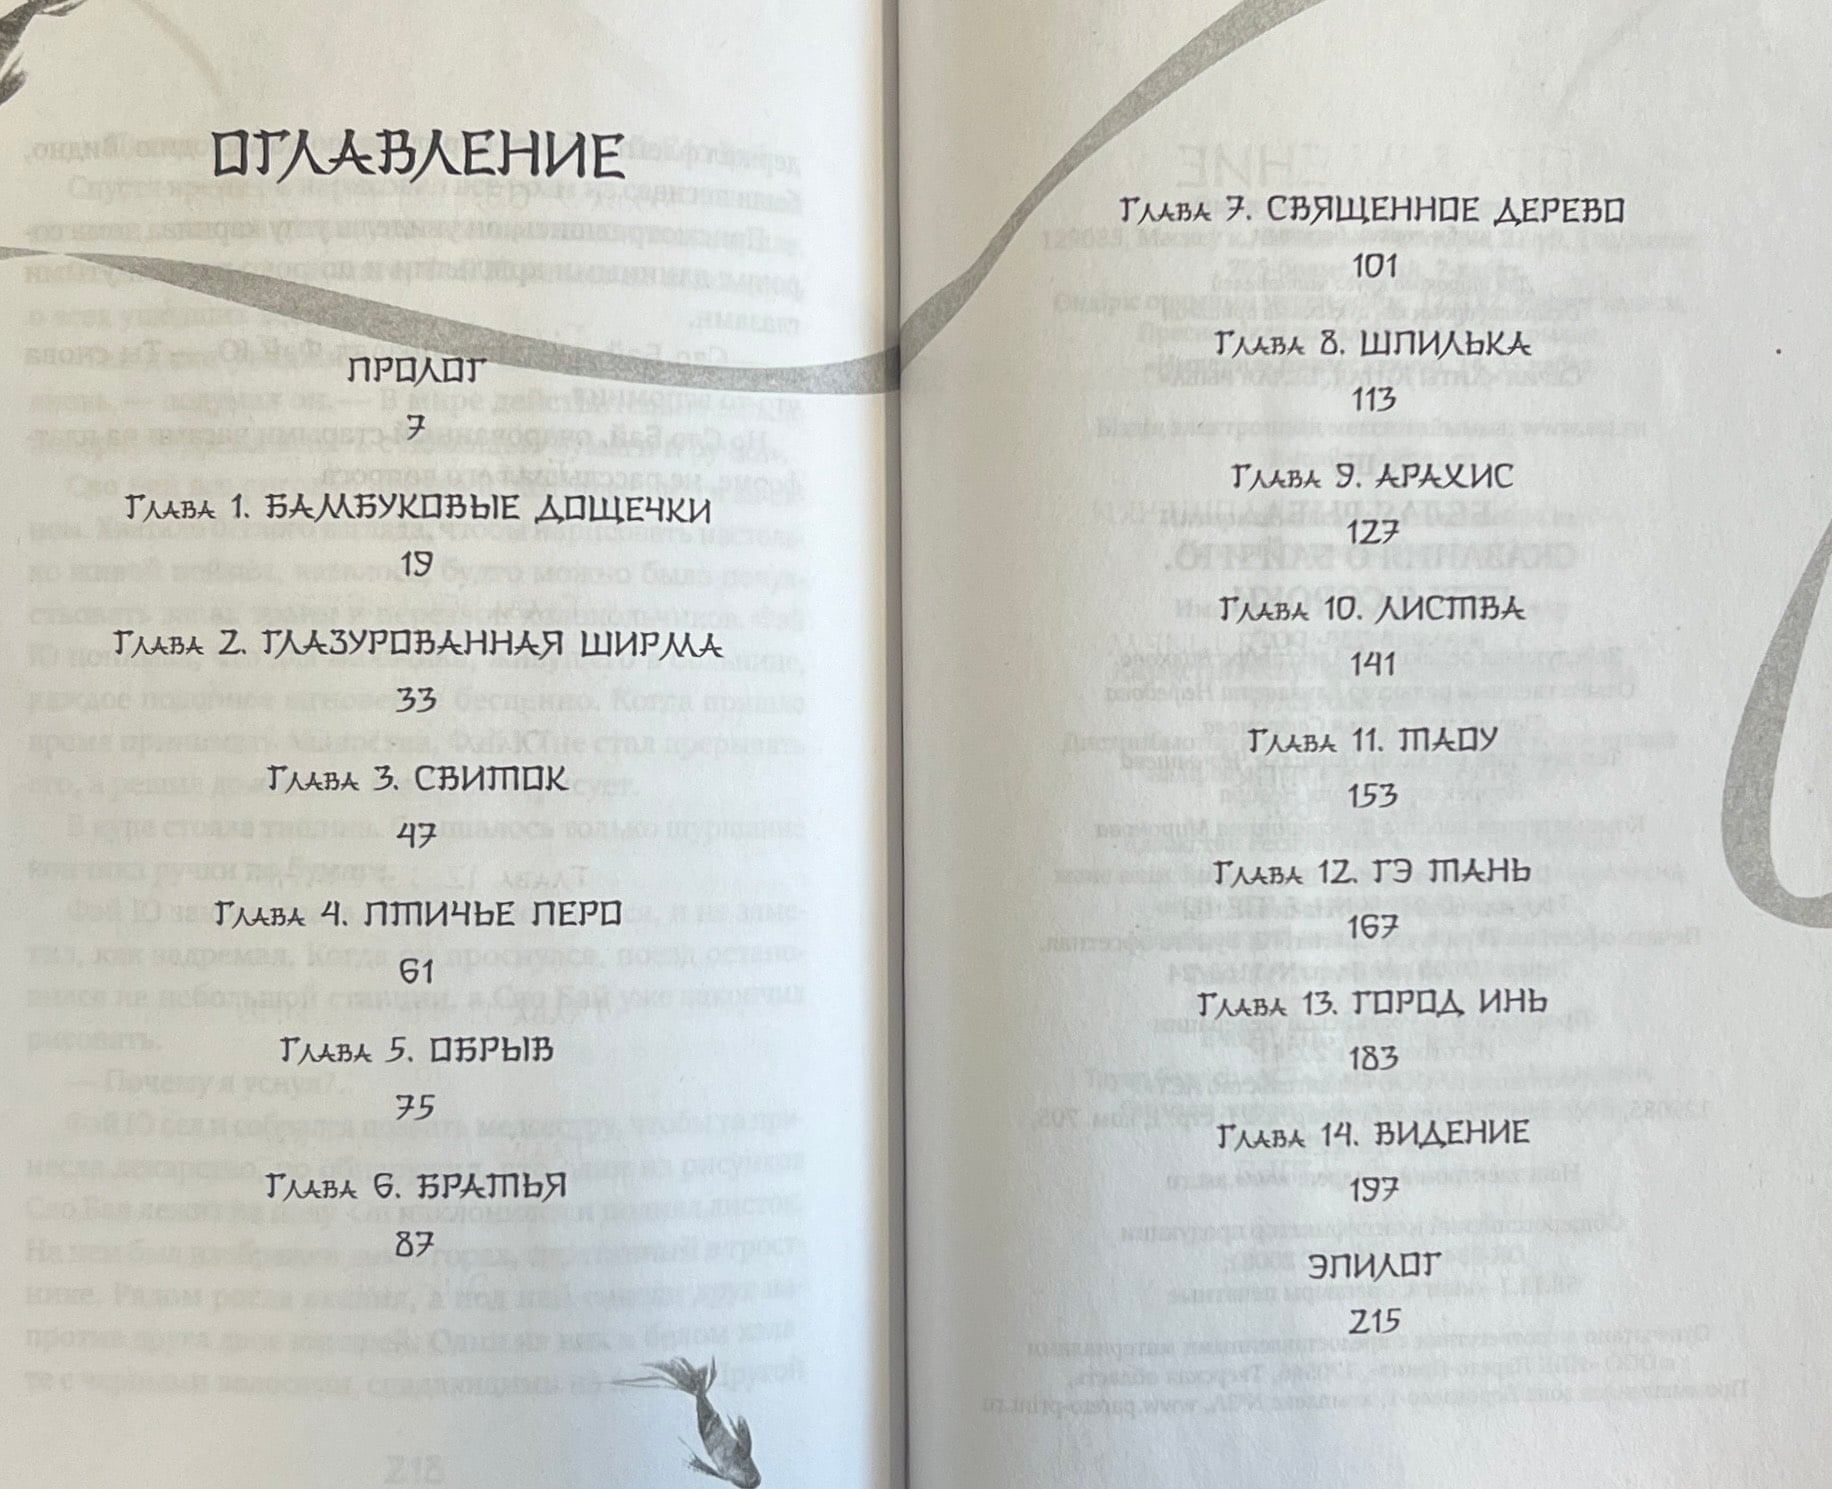 ОГЛАВЛЕНИЕ
ПРОЛОГ
7
Глава 1. БАМБУКОВЫЕ ДОЩЕЧКИ
19
Глава 2. ГЛАЗУРОВАННАЯ ШИРМА
33
Глава 3. СВИТОК
47
Глава 4. ПТИЧЬЕ ПЕРО
61
Глава 5. ОБРЫВ
75
Глава 6. БРАТЬЯ
87
Глава 7. СВЯЩЕННОЕ ДЕРЕВО
101
Глава 8. ШПИЛЬКА
113
Глава 9. АРАХИС
127
Глава 10. ЛИСТВА
141
Глава 11. ТАОУ
153
Глава 12. ГЭ ТАНЬ
167
Глава 13. ГОРОД ИНЬ
183
Глава 14. ВИДЕНИЕ
197
ЭПИЛОГ
215